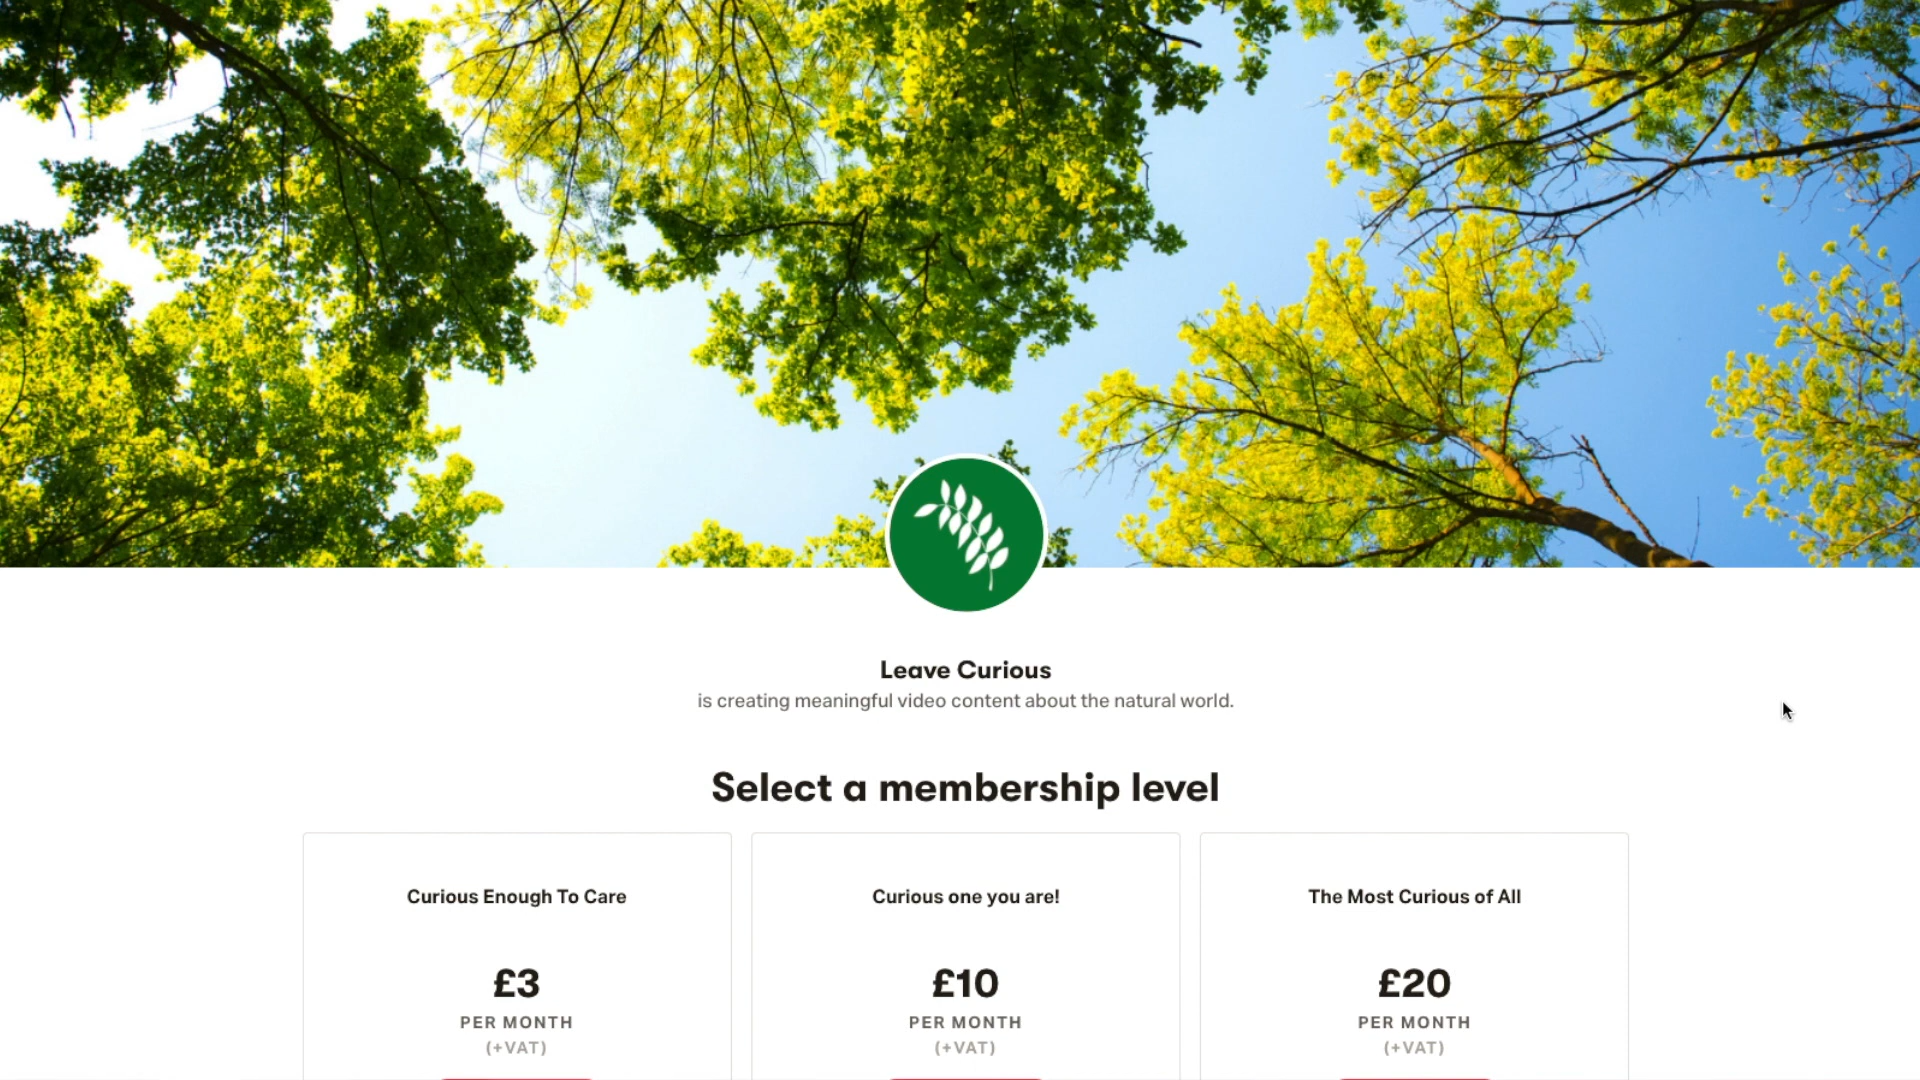 Leave Curious
is creating meaningful video content about the natural world.
Select a membership level
Curious Enough To Care
£3
PER MONTH
(+VAT)
Curious one you are!
£10
PER MONTH
(+VAT)
The Most Curious of All
£20
PER MONTH
(+VAT)